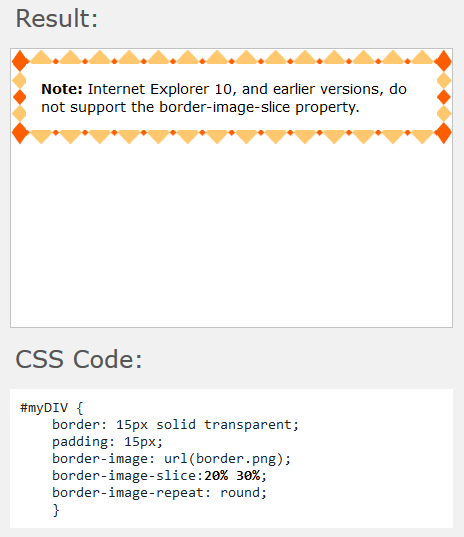 Result:
Note: Internet Explorer 10, and earlier versions, do
not support the border-image-slice property.
CSS Code:
#myDIV {
    border: 15px solid transparent;
    padding: 15px;
    border-image: url(border.png);
    border-image-slice:20% 30%;
    border-image-repeat: round;
    }